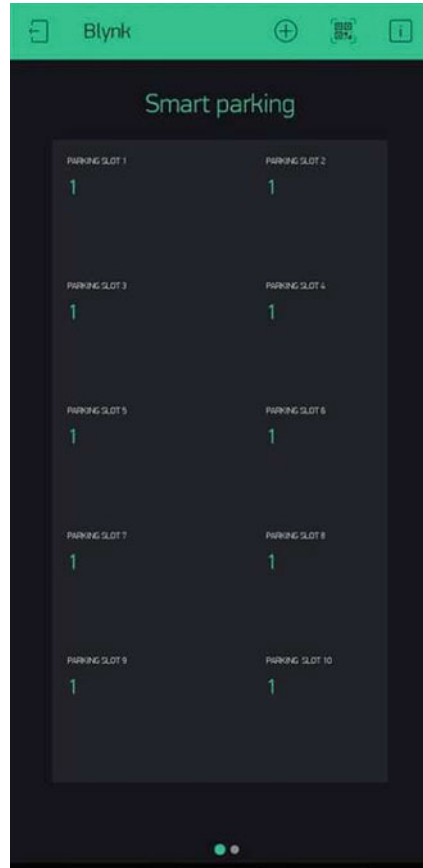 Blynk
Smart parking
PARKING SLOT 1
PARKING SLOT 2
1
1
PARKING SLOT 3
PARKING SLOT 4
1
1
PARKING SLOT 5
PARKING SLOT 6
1
1
PARKING SLOT 7
PARKING SLOT 8
1
1
PARKING SLOT 9
PARKING SLOT 10
1
1